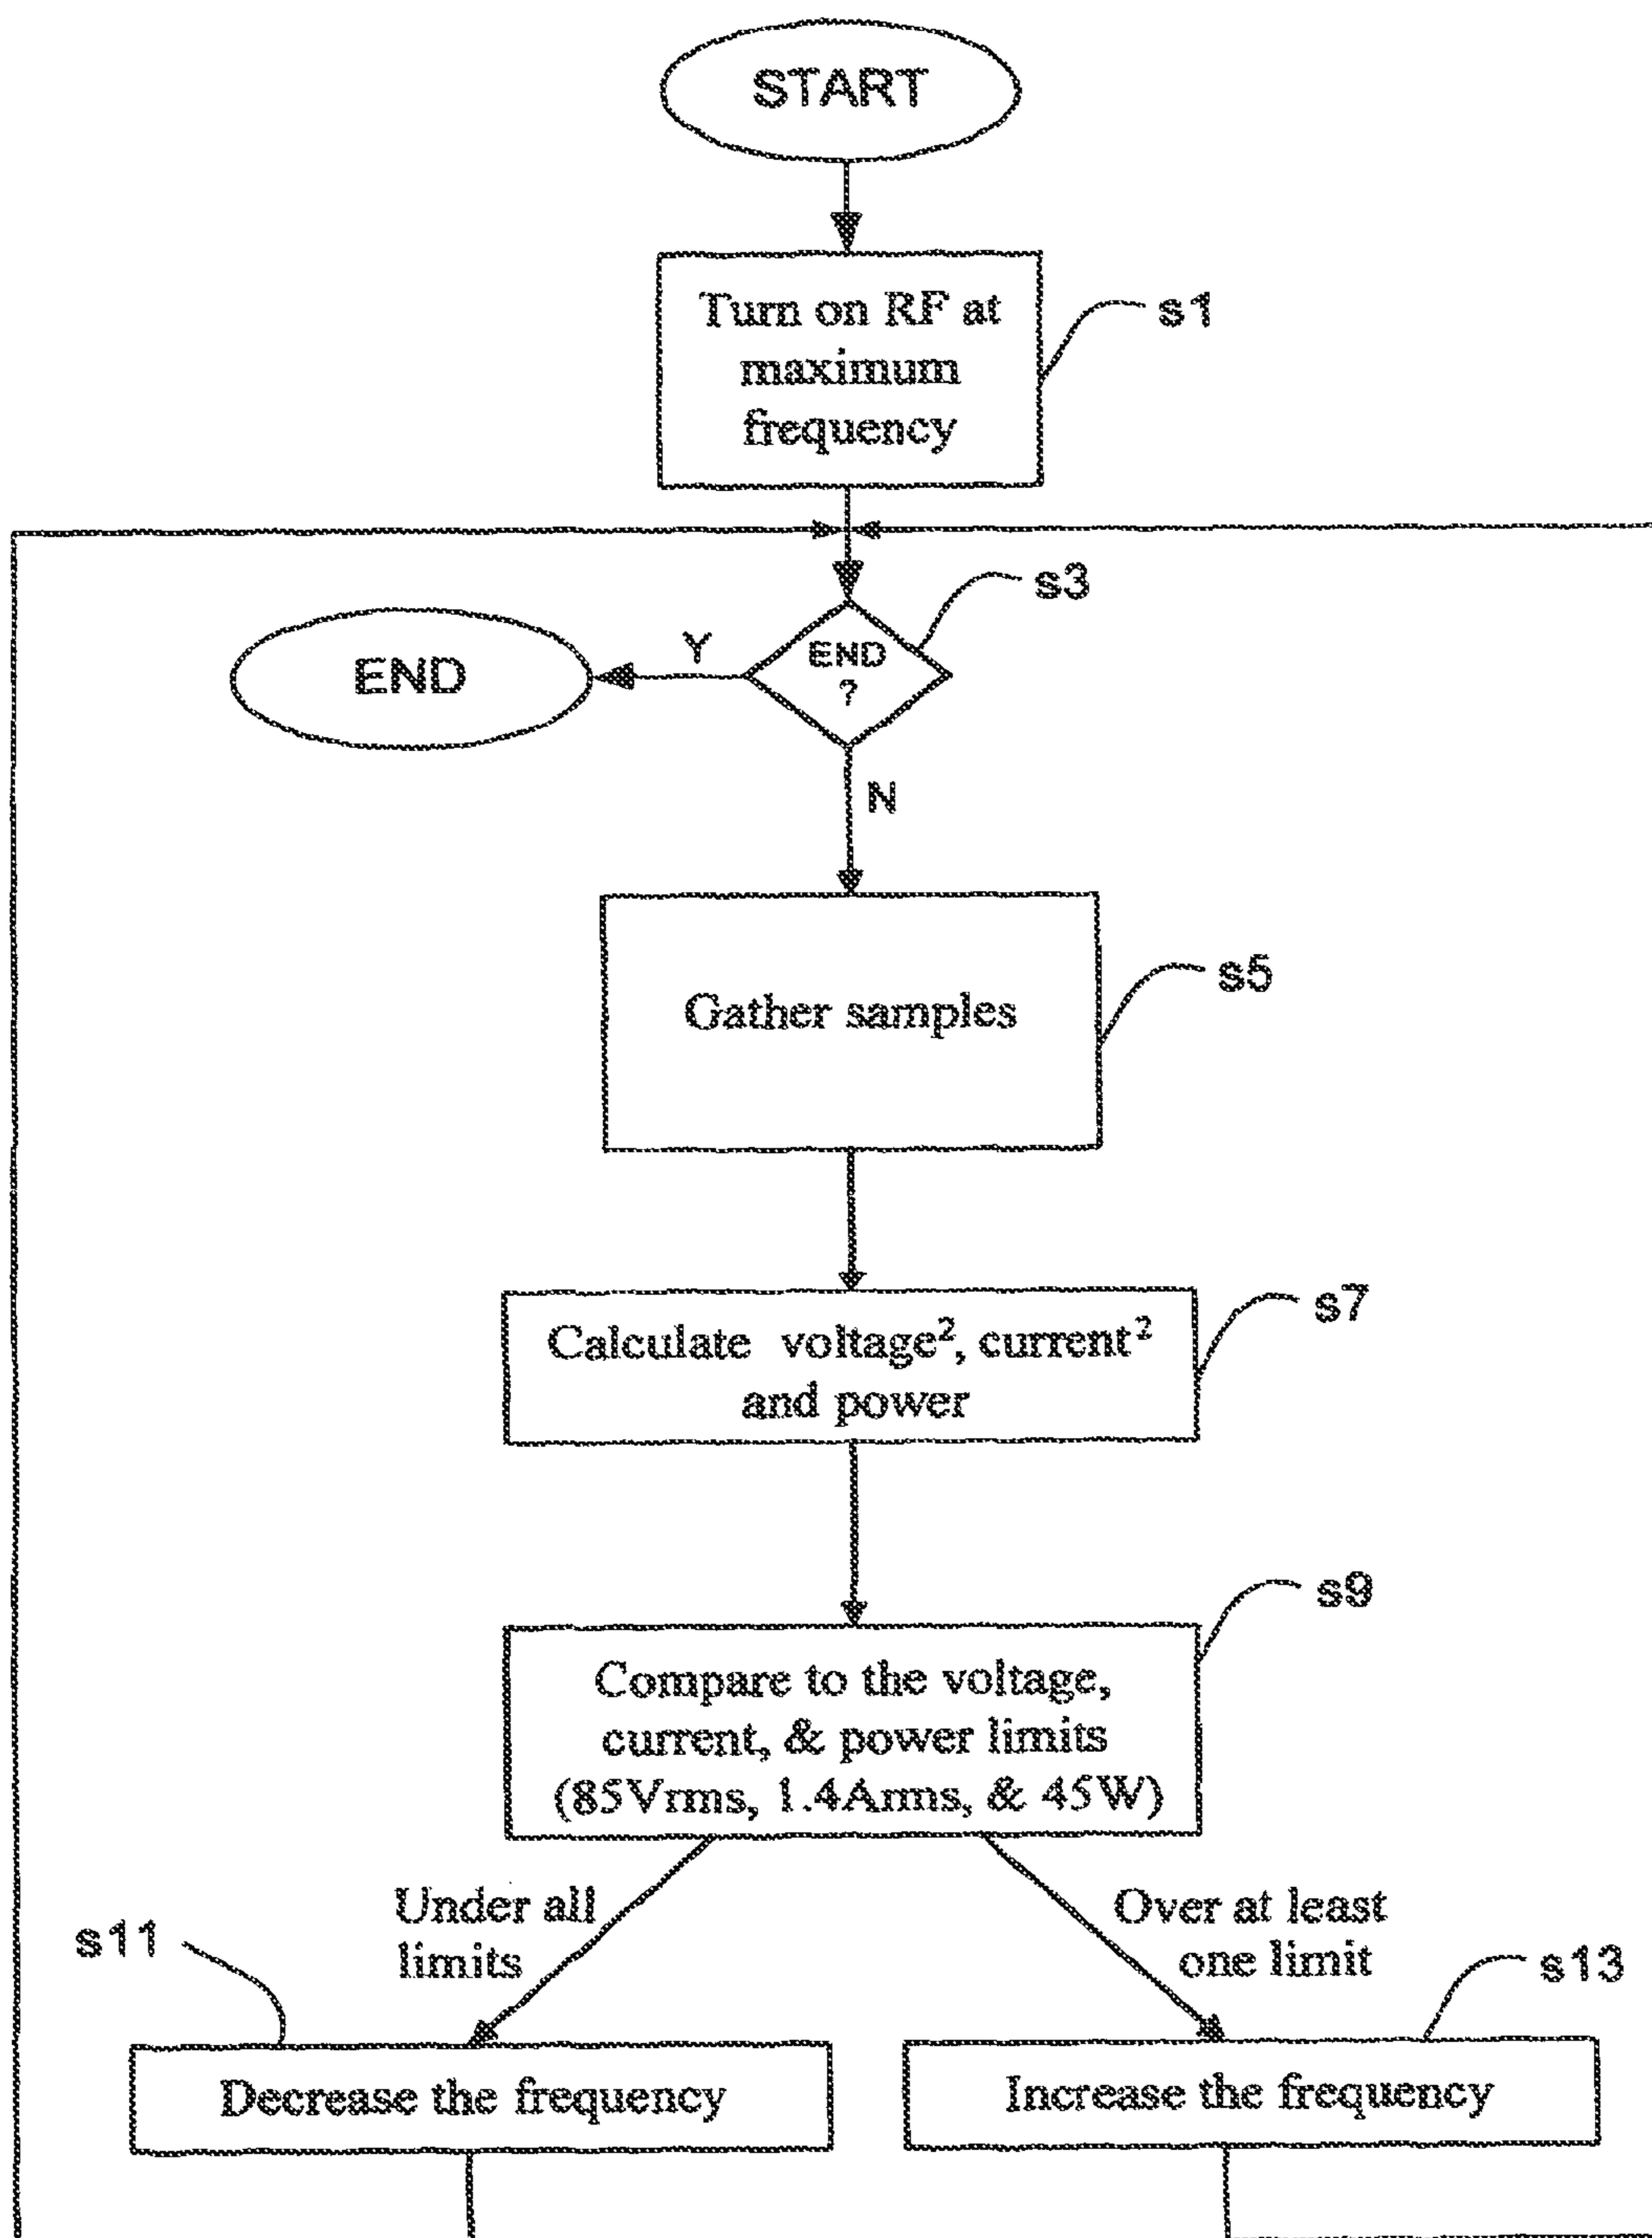 START
Turn on RF at
maximum
frequency
s1
s3
END
?
Y
END
N
Gather samples
s5
Calculate voltage², current²
and power
s7
s9
Compare to the voltage,
current, & power limits
(85Vrms, 1.4Arms, & 45W)
Under all
limits
Over at least
one limit
s11
s13
Decrease the frequency
Increase the frequency